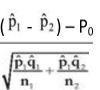 (p̂₁ - p̂₂) – P₀
√(p̂₁q̂₁/n₁ + p̂₂q̂₂/n₂)